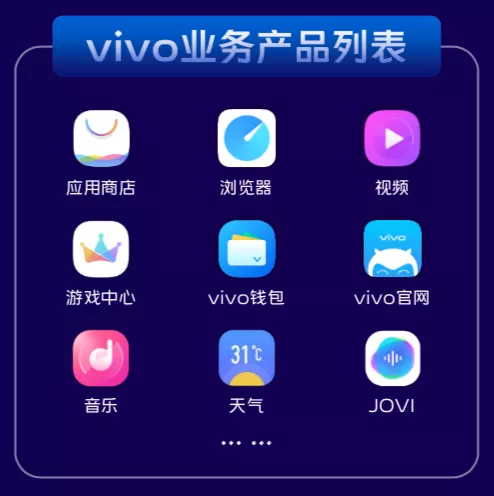 vivo业务产品列表
应用商店
浏览器
视频
游戏中心
vivo钱包
vivo
vivo官网
音乐
31℃
天气
JOVI
... ...